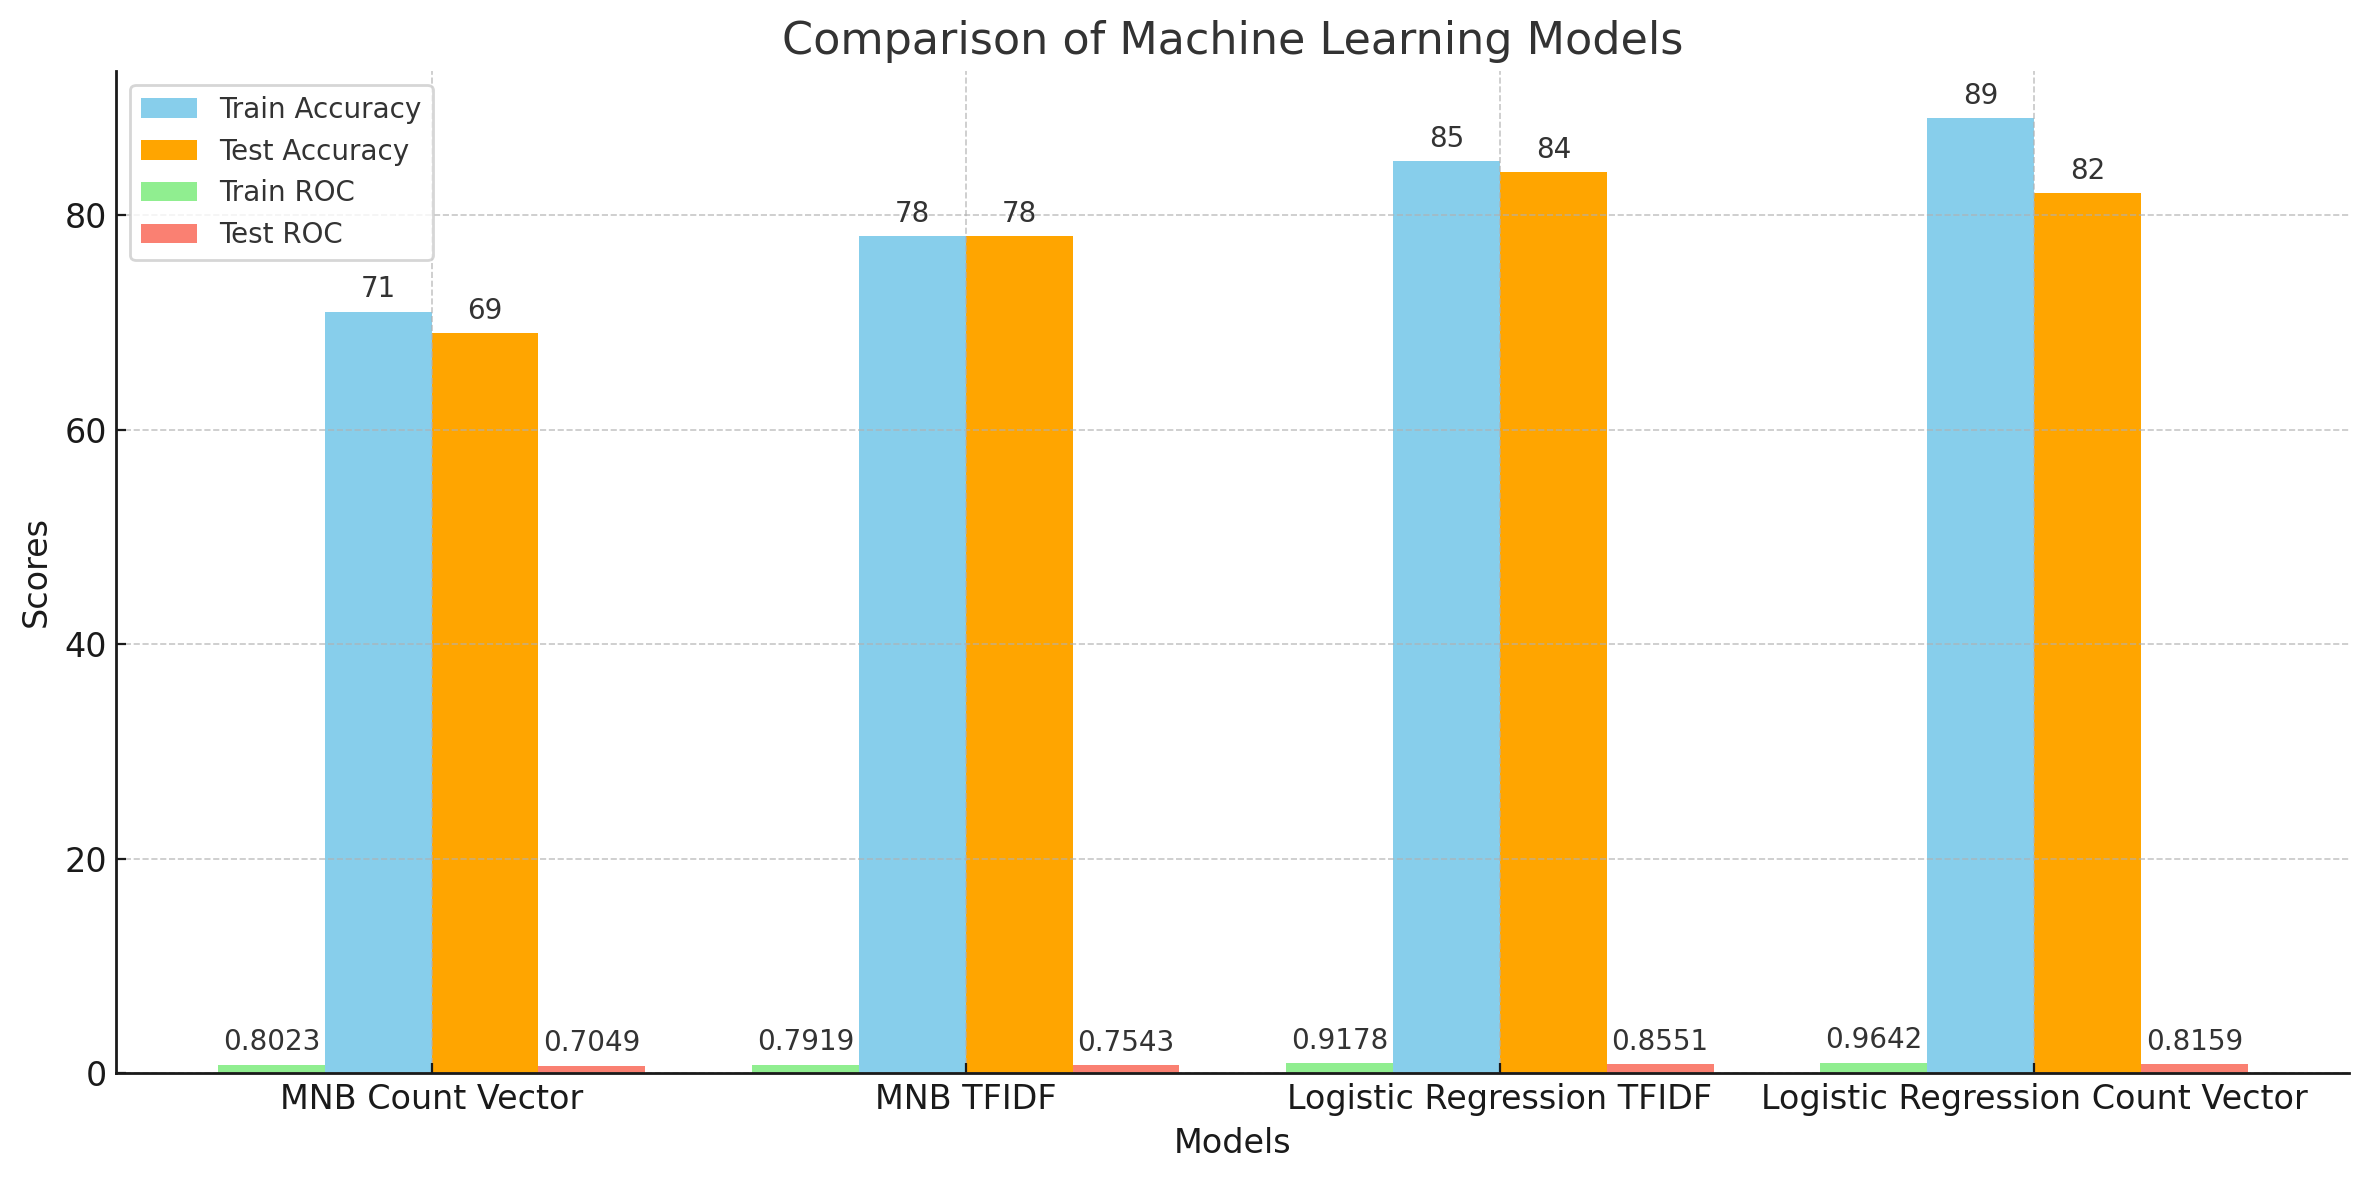 Comparison of Machine Learning Models
Train Accuracy
Test Accuracy
Train ROC
Test ROC
Scores
80
60
40
20
0
0.8023
71
69
0.7049
0.7919
78
78
0.7543
0.9178
85
84
0.8551
0.9642
89
82
0.8159
MNB Count Vector
MNB TFIDF
Logistic Regression TFIDF
Logistic Regression Count Vector
Models